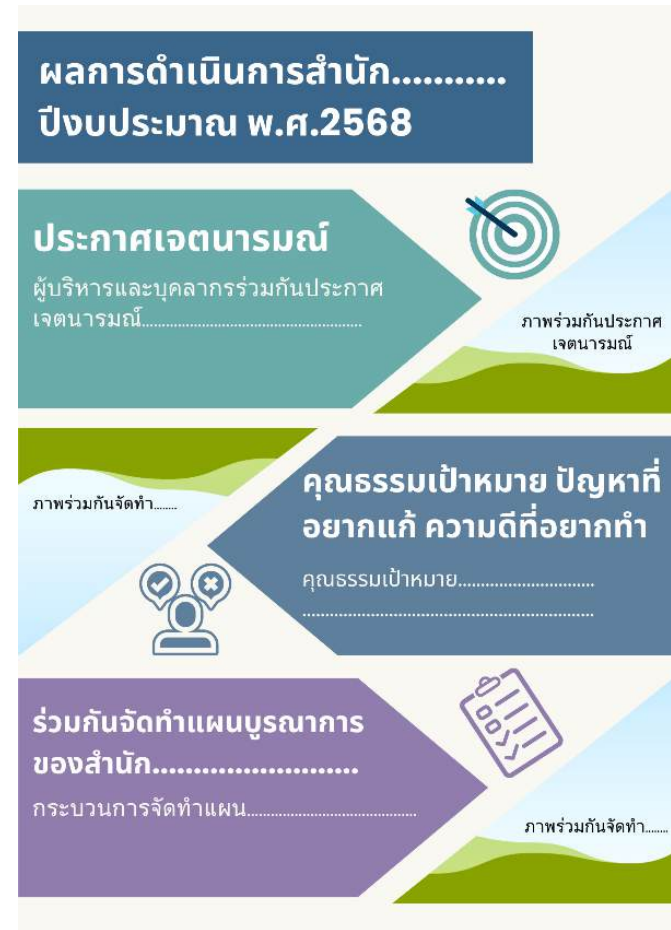 ผลการดำเนินการสำนัก...........
ปีงบประมาณ พ.ศ.2568
ประกาศเจตนารมณ์
ผู้บริหารและบุคลากรร่วมกันประกาศ
เจตนารมณ์.......................................................
ภาพร่วมกันประกาศ
เจตนารมณ์
ภาพร่วมกันจัดทำ........
คุณธรรมเป้าหมาย ปัญหาที่
อยากแก้ ความดีที่อยากทำ
คุณธรรมเป้าหมาย..............................
................................................................
ร่วมกันจัดทำแผนบูรณาการ
ของสำนัก.........................
กระบวนการจัดทำแผน...........................................
ภาพร่วมกันจัดทำ........